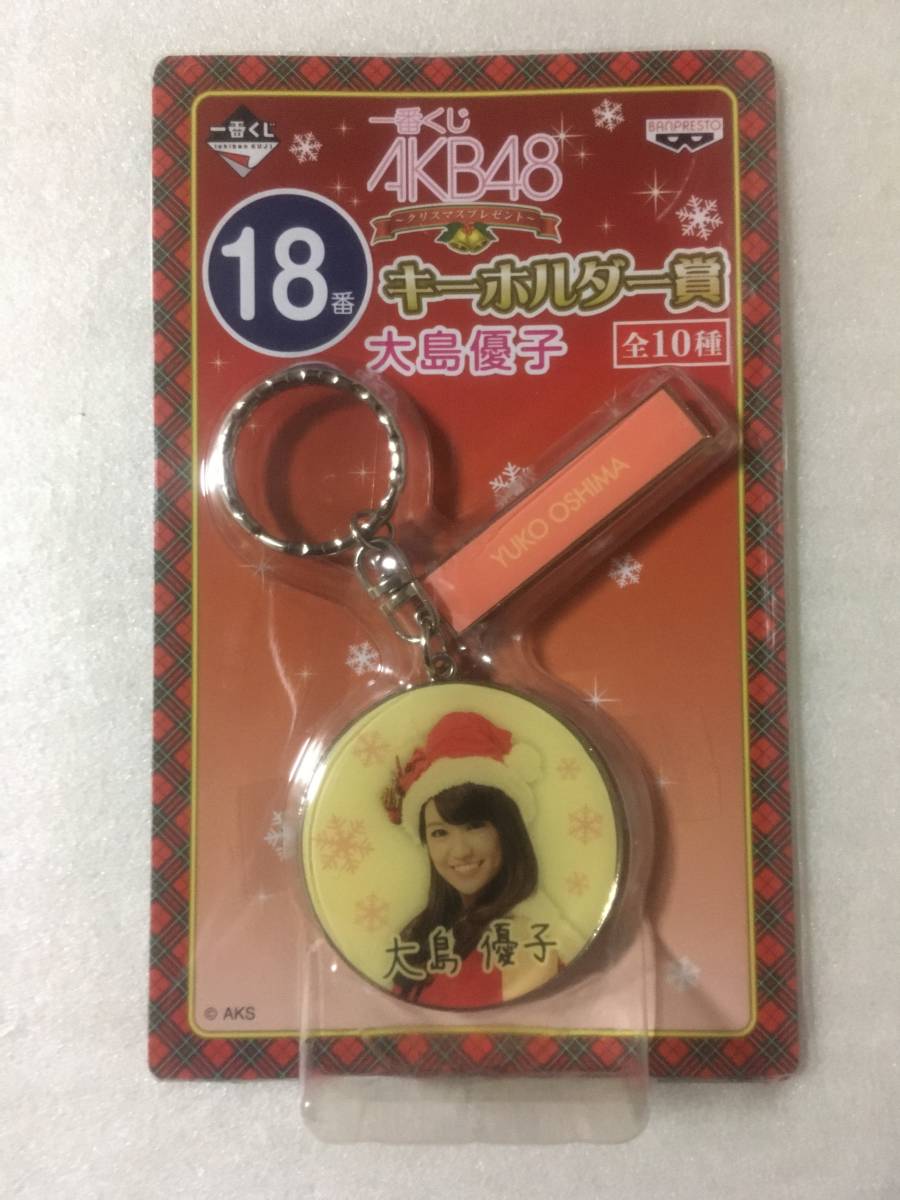 一番くじ
Ichiban KUJI
一番くじ
AKB48
～クリスマスプレゼント～
BANPRESTO
18番
キーホルダー賞
大島優子
全10種
YUKO OSHIMA
大島 優子
© AKS